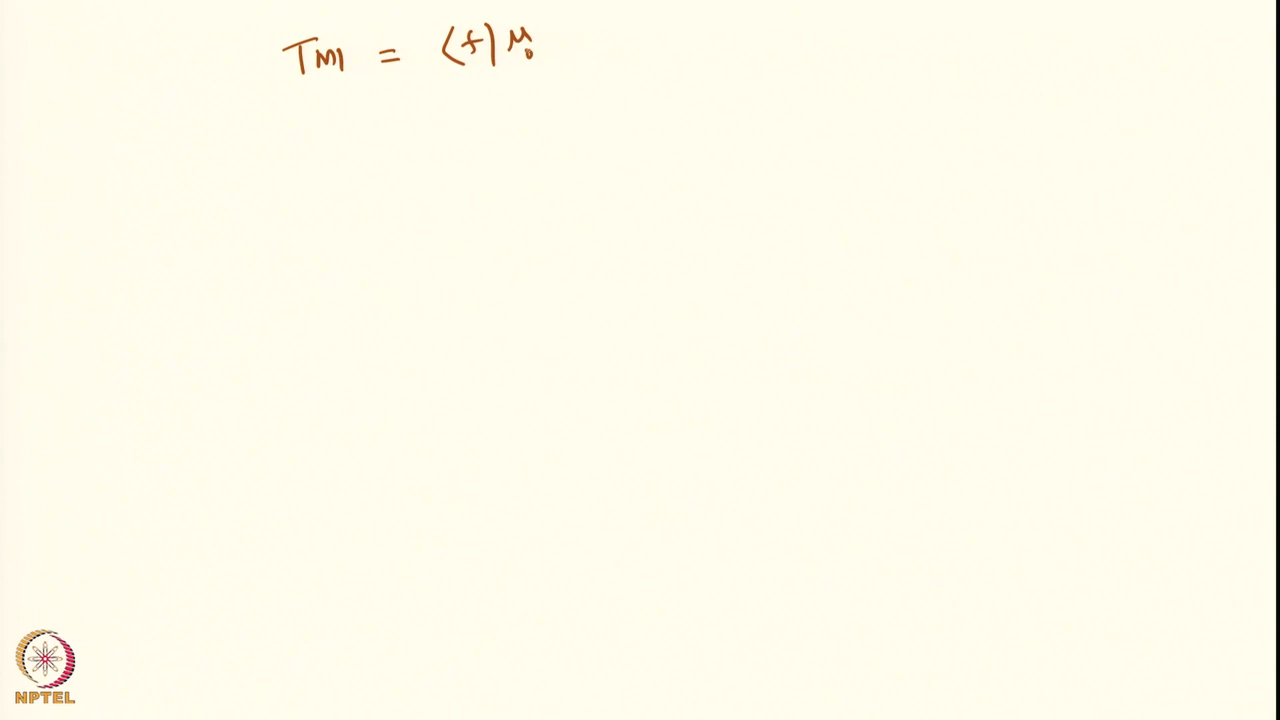 TMI = ⟨f⟩ μ₀
NPTEL